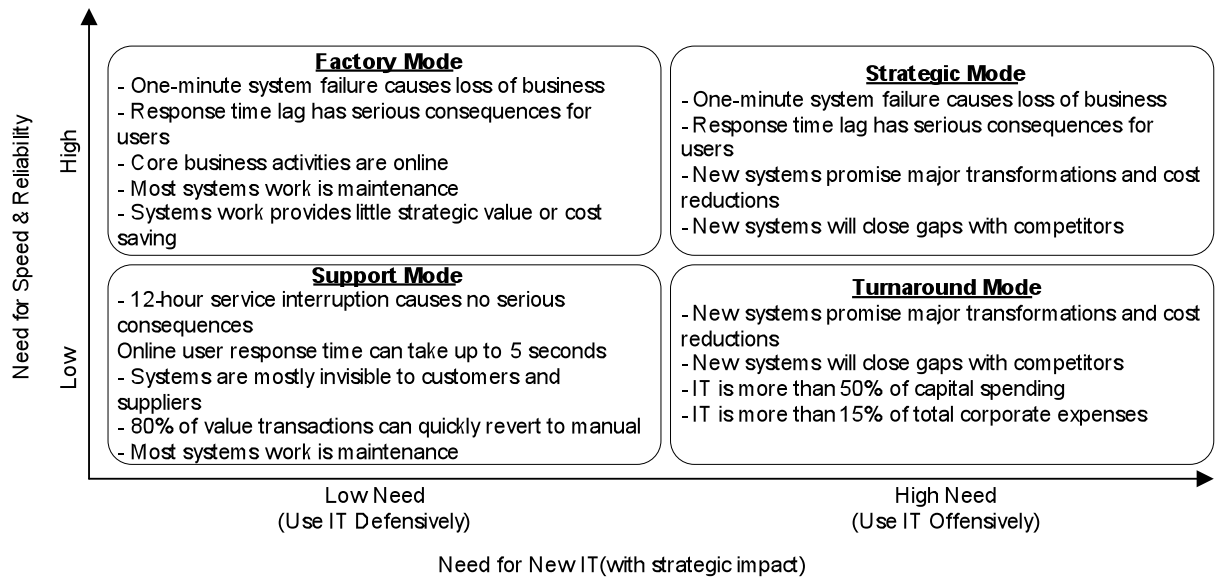 Need for Speed & Reliability
High
Factory Mode
- One-minute system failure causes loss of business
- Response time lag has serious consequences for
users
- Core business activities are online
- Most systems work is maintenance
- Systems work provides little strategic value or cost
saving
Strategic Mode
- One-minute system failure causes loss of business
- Response time lag has serious consequences for
users
- New systems promise major transformations and cost
reductions
- New systems will close gaps with competitors
Low
Support Mode
- 12-hour service interruption causes no serious
consequences
Online user response time can take up to 5 seconds
- Systems are mostly invisible to customers and
suppliers
- 80% of value transactions can quickly revert to manual
- Most systems work is maintenance
Turnaround Mode
- New systems promise major transformations and cost
reductions
- New systems will close gaps with competitors
- IT is more than 50% of capital spending
- IT is more than 15% of total corporate expenses
Low Need
(Use IT Defensively)
High Need
(Use IT Offensively)
Need for New IT(with strategic impact)